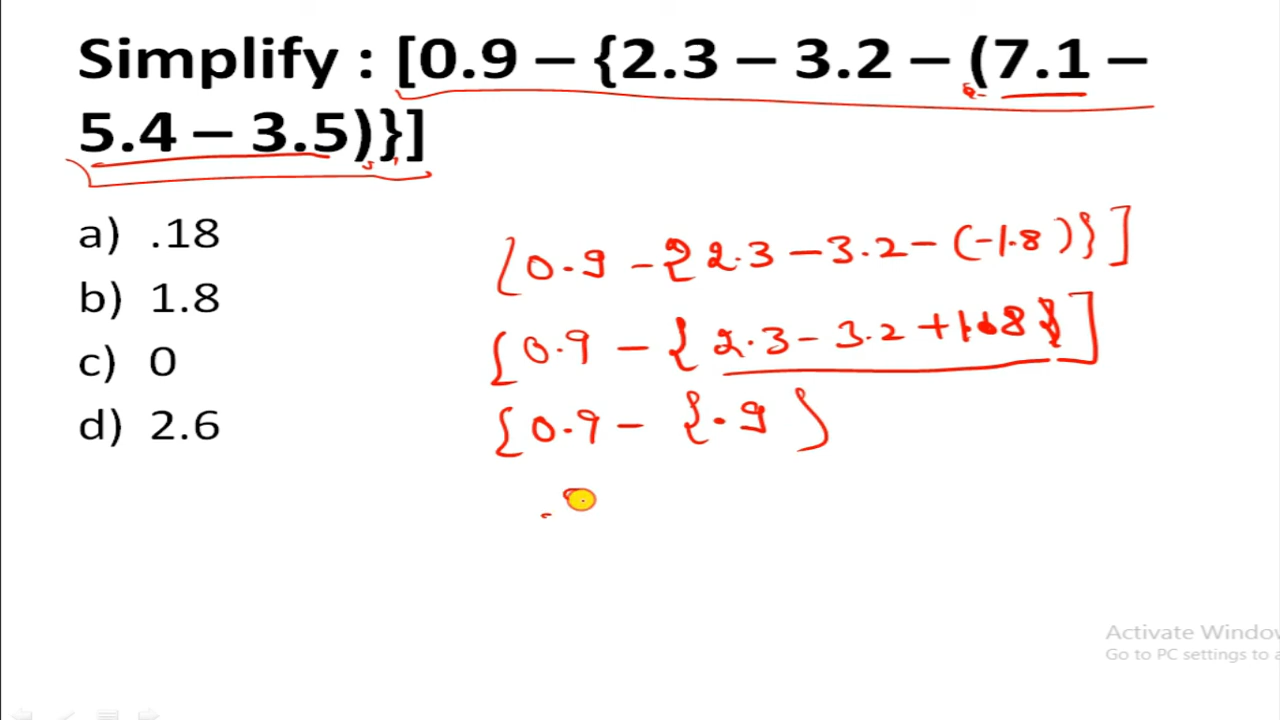 Simplify : [0.9 – {2.3 – 3.2 – (7.1 –
5.4 – 3.5)}]
a) .18
b) 1.8
c) 0
d) 2.6
[0.9 - {2.3 - 3.2 - (-1.8)}]
[0.9 - {2.3 - 3.2 + 1.8}]
[0.9 - {.9}
Activate Windo
Go to PC settings to a